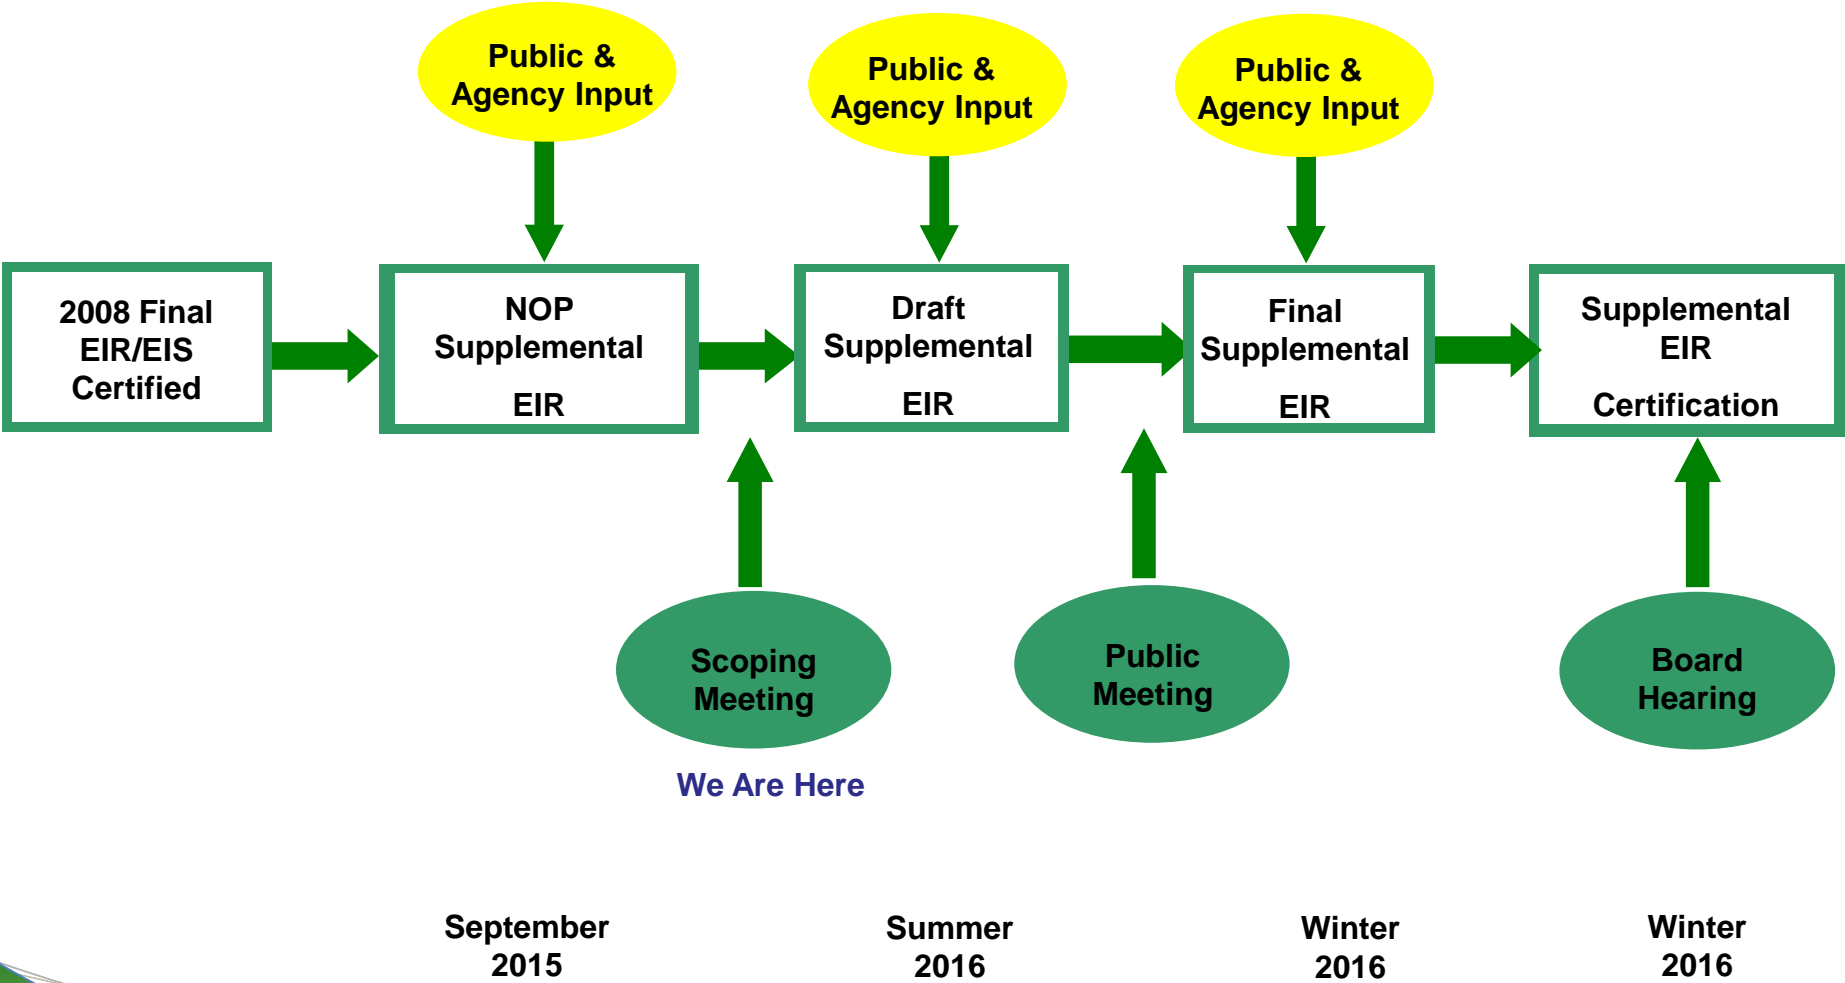 Public &
Agency Input
Public &
Agency Input
Public &
Agency Input
2008 Final
EIR/EIS
Certified
NOP
Supplemental
EIR
Draft
Supplemental
EIR
Final
Supplemental
EIR
Supplemental
EIR
Certification
Scoping
Meeting
Public
Meeting
Board
Hearing
We Are Here
September
2015
Summer
2016
Winter
2016
Winter
2016